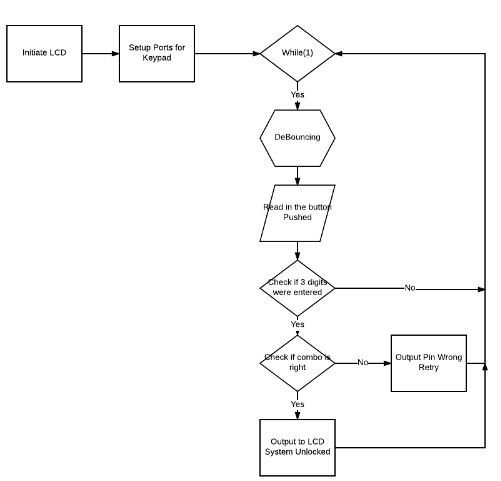 Initiate LCD
Setup Ports for
Keypad
While(1)
Yes
DeBouncing
Read in the button
Pushed
Check if 3 digits
were entered
No
Yes
Check if combo is
right
No
Output Pin Wrong
Retry
Yes
Output to LCD
System Unlocked